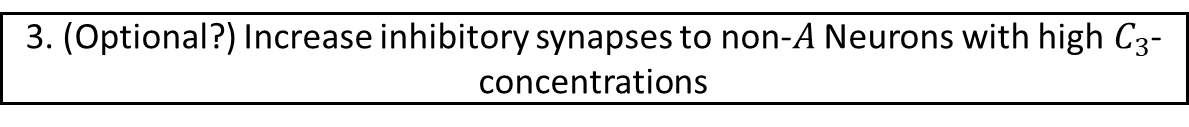 3. (Optional?) Increase inhibitory synapses to non-A Neurons with high C₃-
concentrations